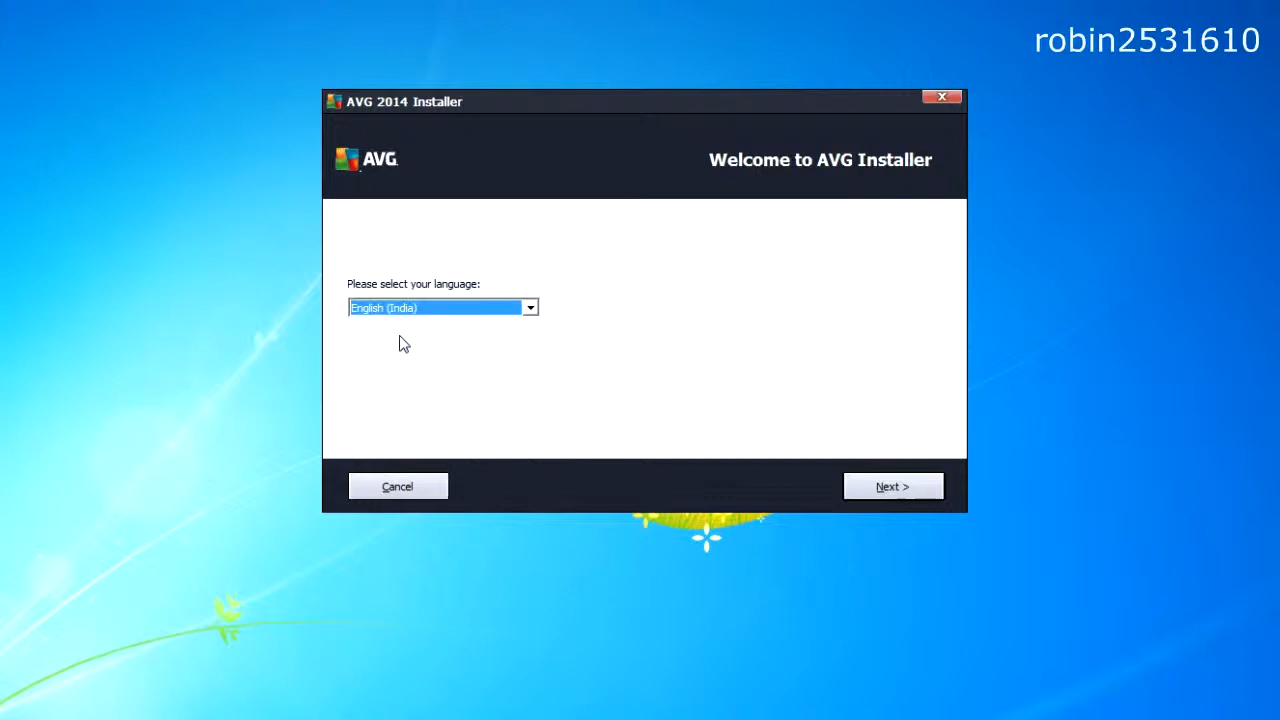 robin2531610
AVG 2014 Installer
AVG
Welcome to AVG Installer
Please select your language:
English (India)
Cancel
Next >